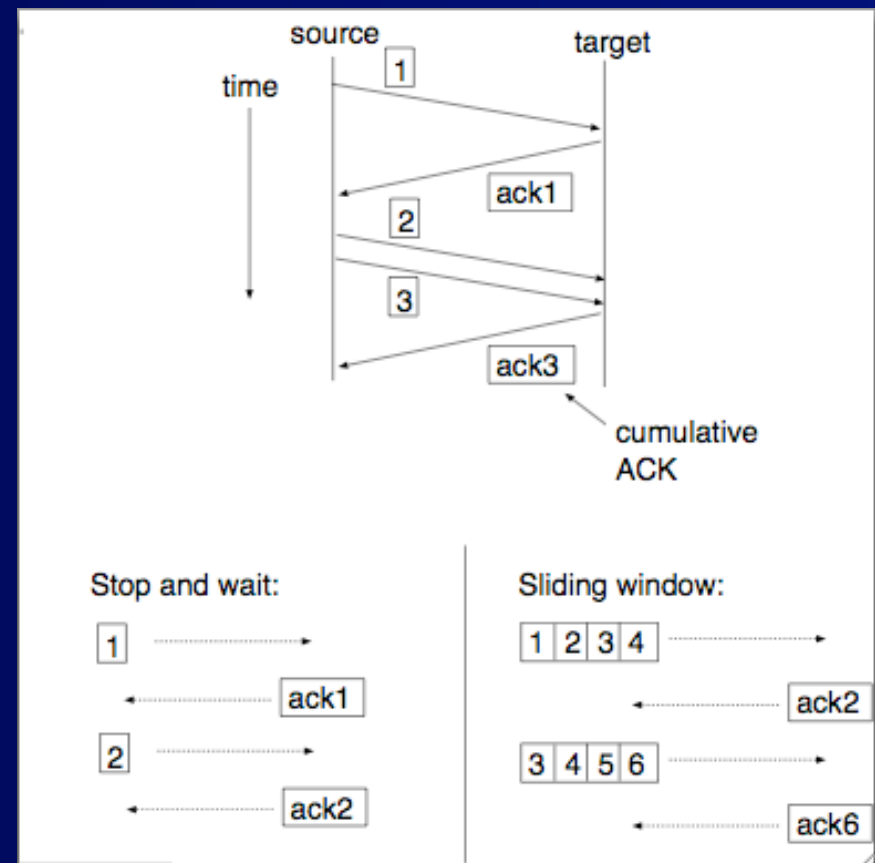 source
target
time
1
ack1
2
3
ack3
cumulative
ACK
Stop and wait:
1
ack1
2
ack2
Sliding window:
1 2 3 4
ack2
3 4 5 6
ack6